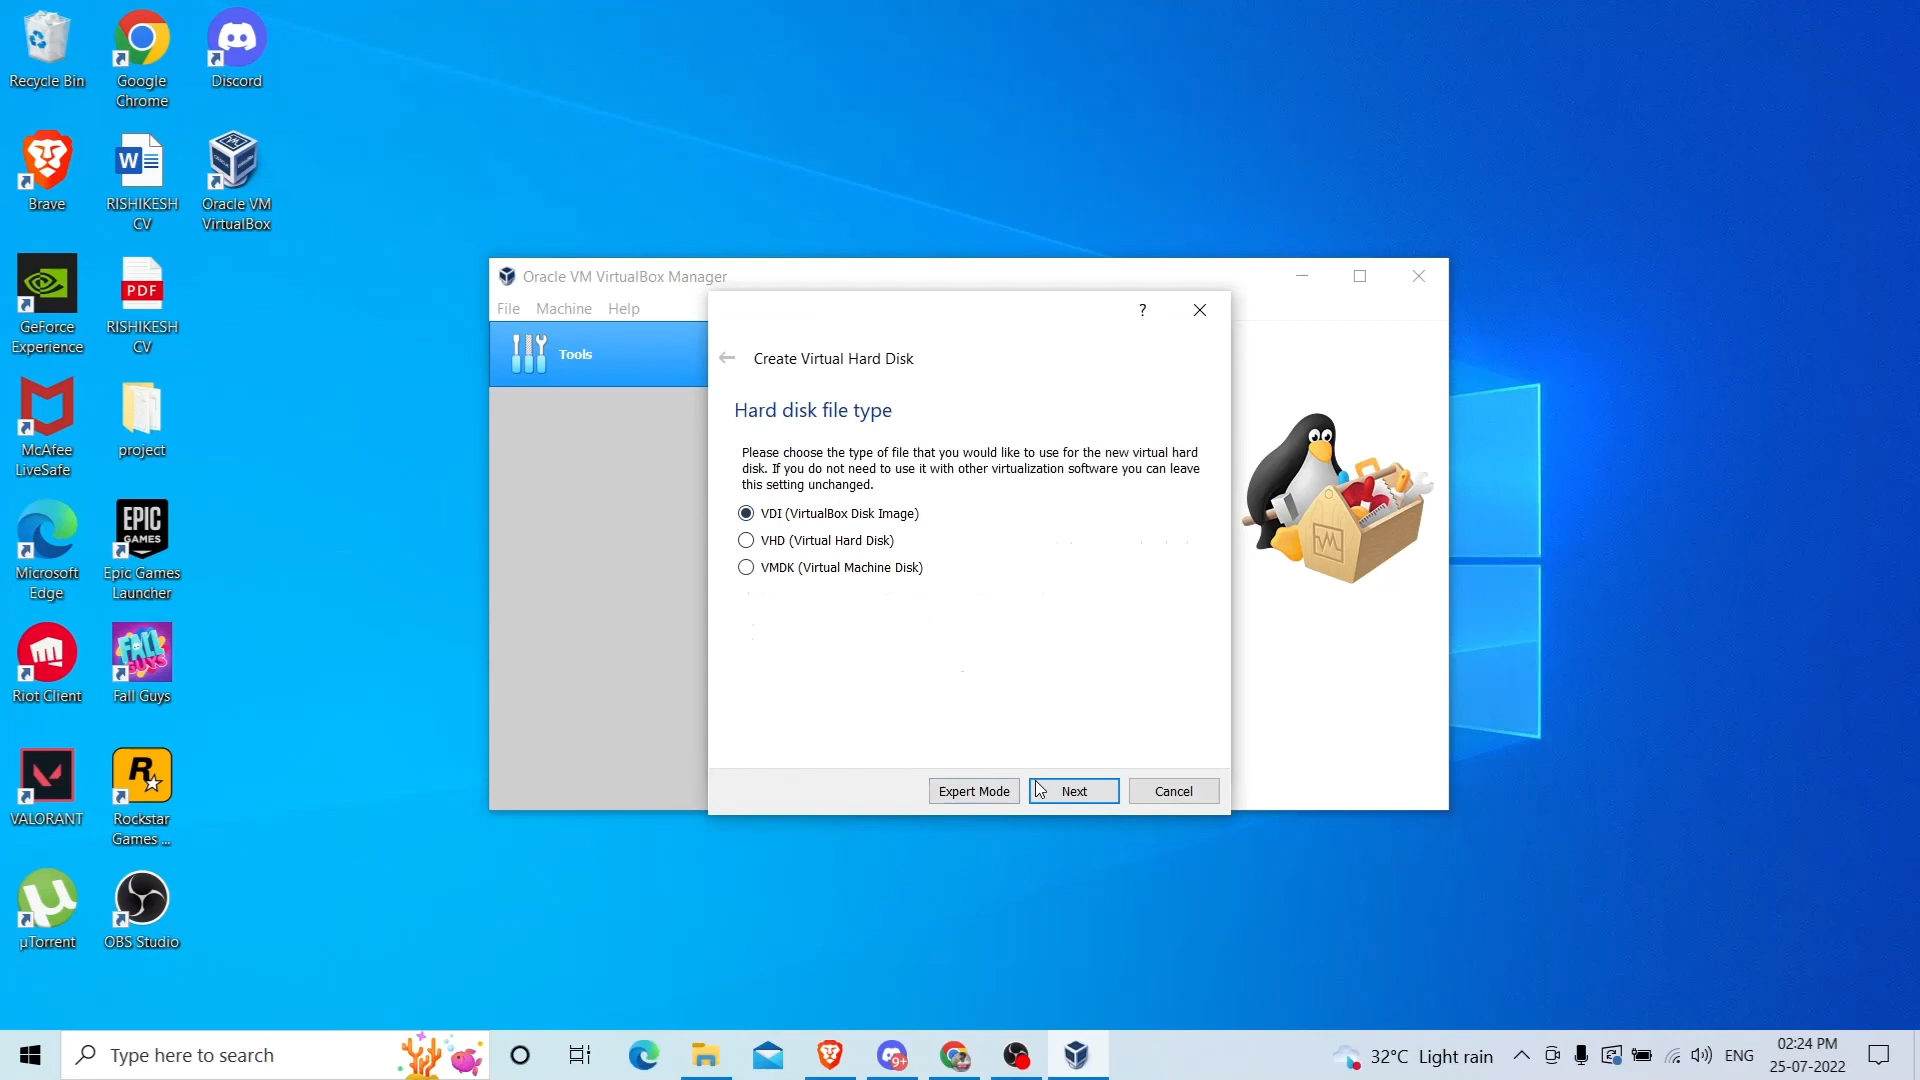 Recycle Bin
Google
Chrome
Discord
Brave
RISHIKESH
CV
Oracle VM
VirtualBox
GeForce
Experience
PDF
RISHIKESH
CV
McAfee
LiveSafe
project
Microsoft
Edge
EPIC
GAMES
Epic Games
Launcher
Riot Client
FALL
GUYS
Fall Guys
VALORANT
Rockstar
Games ...
µTorrent
OBS Studio
Oracle VM VirtualBox Manager
File Machine Help
Tools
?
Create Virtual Hard Disk
Hard disk file type
Please choose the type of file that you would like to use for the new virtual hard
disk. If you do not need to use it with other virtualization software you can leave
this setting unchanged.
VDI (VirtualBox Disk Image)
VHD (Virtual Hard Disk)
VMDK (Virtual Machine Disk)
Expert Mode Next Cancel
Type here to search
9+
32°C Light rain
ENG
02:24 PM
25-07-2022